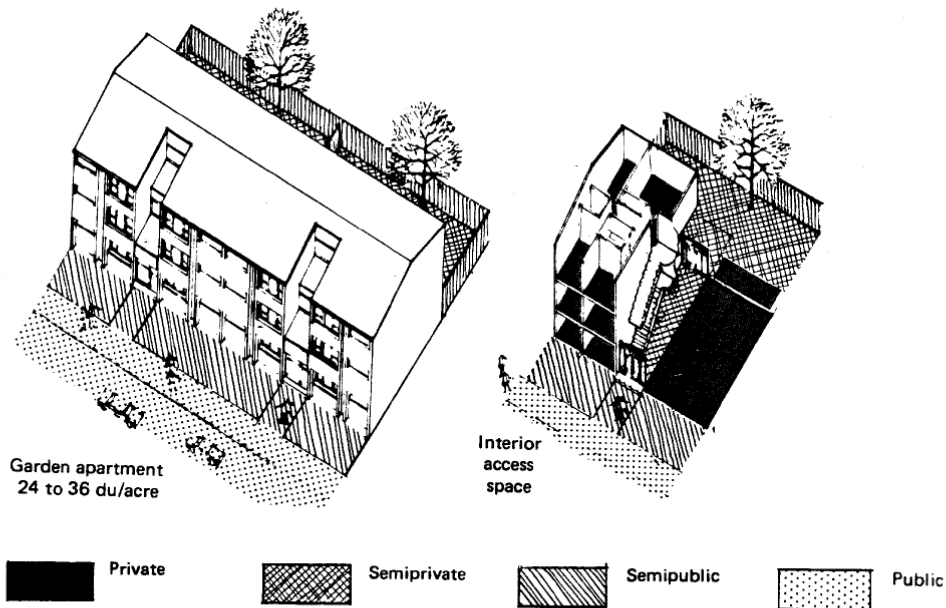 Garden apartment
24 to 36 du/acre
Interior
access
space
Private
Semiprivate
Semipublic
Public